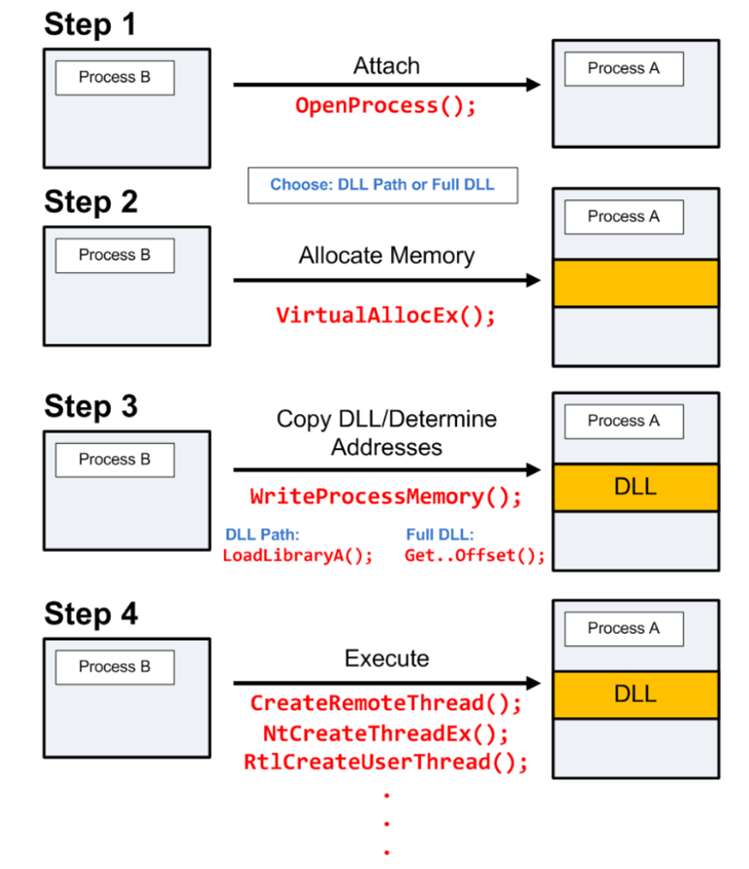 Step 1
Process B
Attach
OpenProcess();
Process A
Choose: DLL Path or Full DLL
Step 2
Process B
Allocate Memory
VirtualAllocEx();
Process A
Step 3
Process B
Copy DLL/Determine
Addresses
WriteProcessMemory();
DLL Path:
LoadLibraryA();
Full DLL:
Get..Offset();
Process A
DLL
Step 4
Process B
Execute
CreateRemoteThread();
NtCreateThreadEx();
RtlCreateUserThread();
.
.
.
Process A
DLL